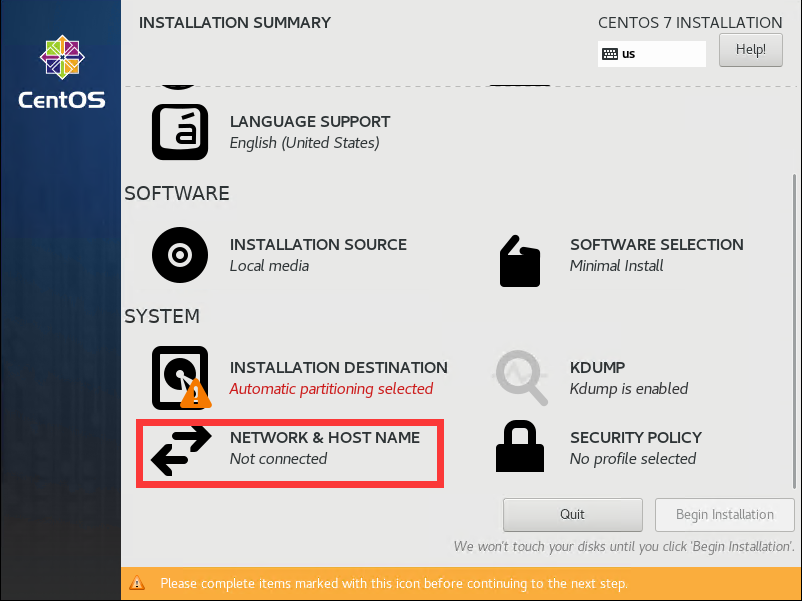 INSTALLATION SUMMARY
CENTOS 7 INSTALLATION
us
Help!
CentOS
á
LANGUAGE SUPPORT
English (United States)
SOFTWARE
INSTALLATION SOURCE
Local media
SOFTWARE SELECTION
Minimal Install
SYSTEM
INSTALLATION DESTINATION
Automatic partitioning selected
KDUMP
Kdump is enabled
NETWORK & HOST NAME
Not connected
SECURITY POLICY
No profile selected
Quit
Begin Installation
We won't touch your disks until you click 'Begin Installation'.
Please complete items marked with this icon before continuing to the next step.